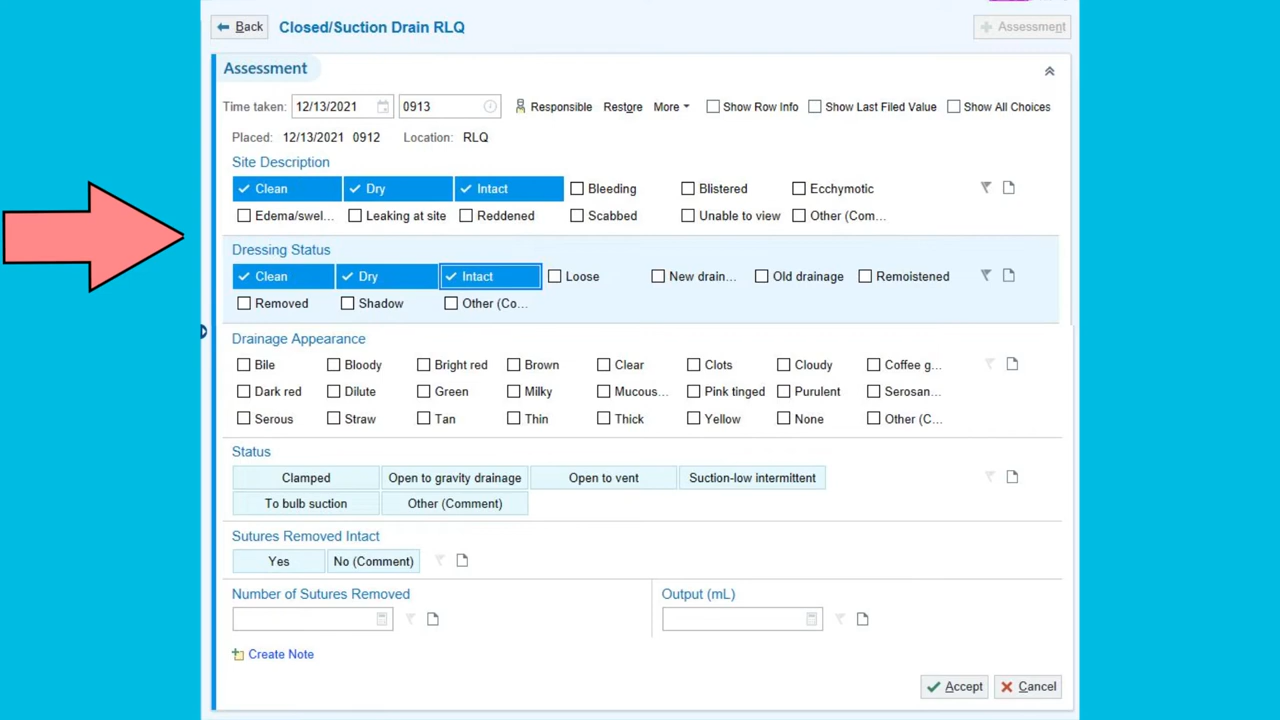 Back Closed/Suction Drain RLQ Assessment
Assessment
Time taken: 12/13/2021 0913 Responsible Restore More Show Row Info Show Last Filed Value Show All Choices
Placed: 12/13/2021 0912 Location: RLQ
Site Description
Clean Dry Intact Bleeding Blistered Ecchymotic
Edema/swel... Leaking at site Reddened Scabbed Unable to view Other (Com...
Dressing Status
Clean Dry Intact Loose New drain... Old drainage Remoistened
Removed Shadow Other (Co...
Drainage Appearance
Bile Bloody Bright red Brown Clear Clots Cloudy Coffee g...
Dark red Dilute Green Milky Mucous... Pink tinged Purulent Serosan...
Serous Straw Tan Thin Thick Yellow None Other (C...
Status
Clamped Open to gravity drainage Open to vent Suction-low intermittent
To bulb suction Other (Comment)
Sutures Removed Intact
Yes No (Comment)
Number of Sutures Removed Output (mL)
Create Note
Accept Cancel